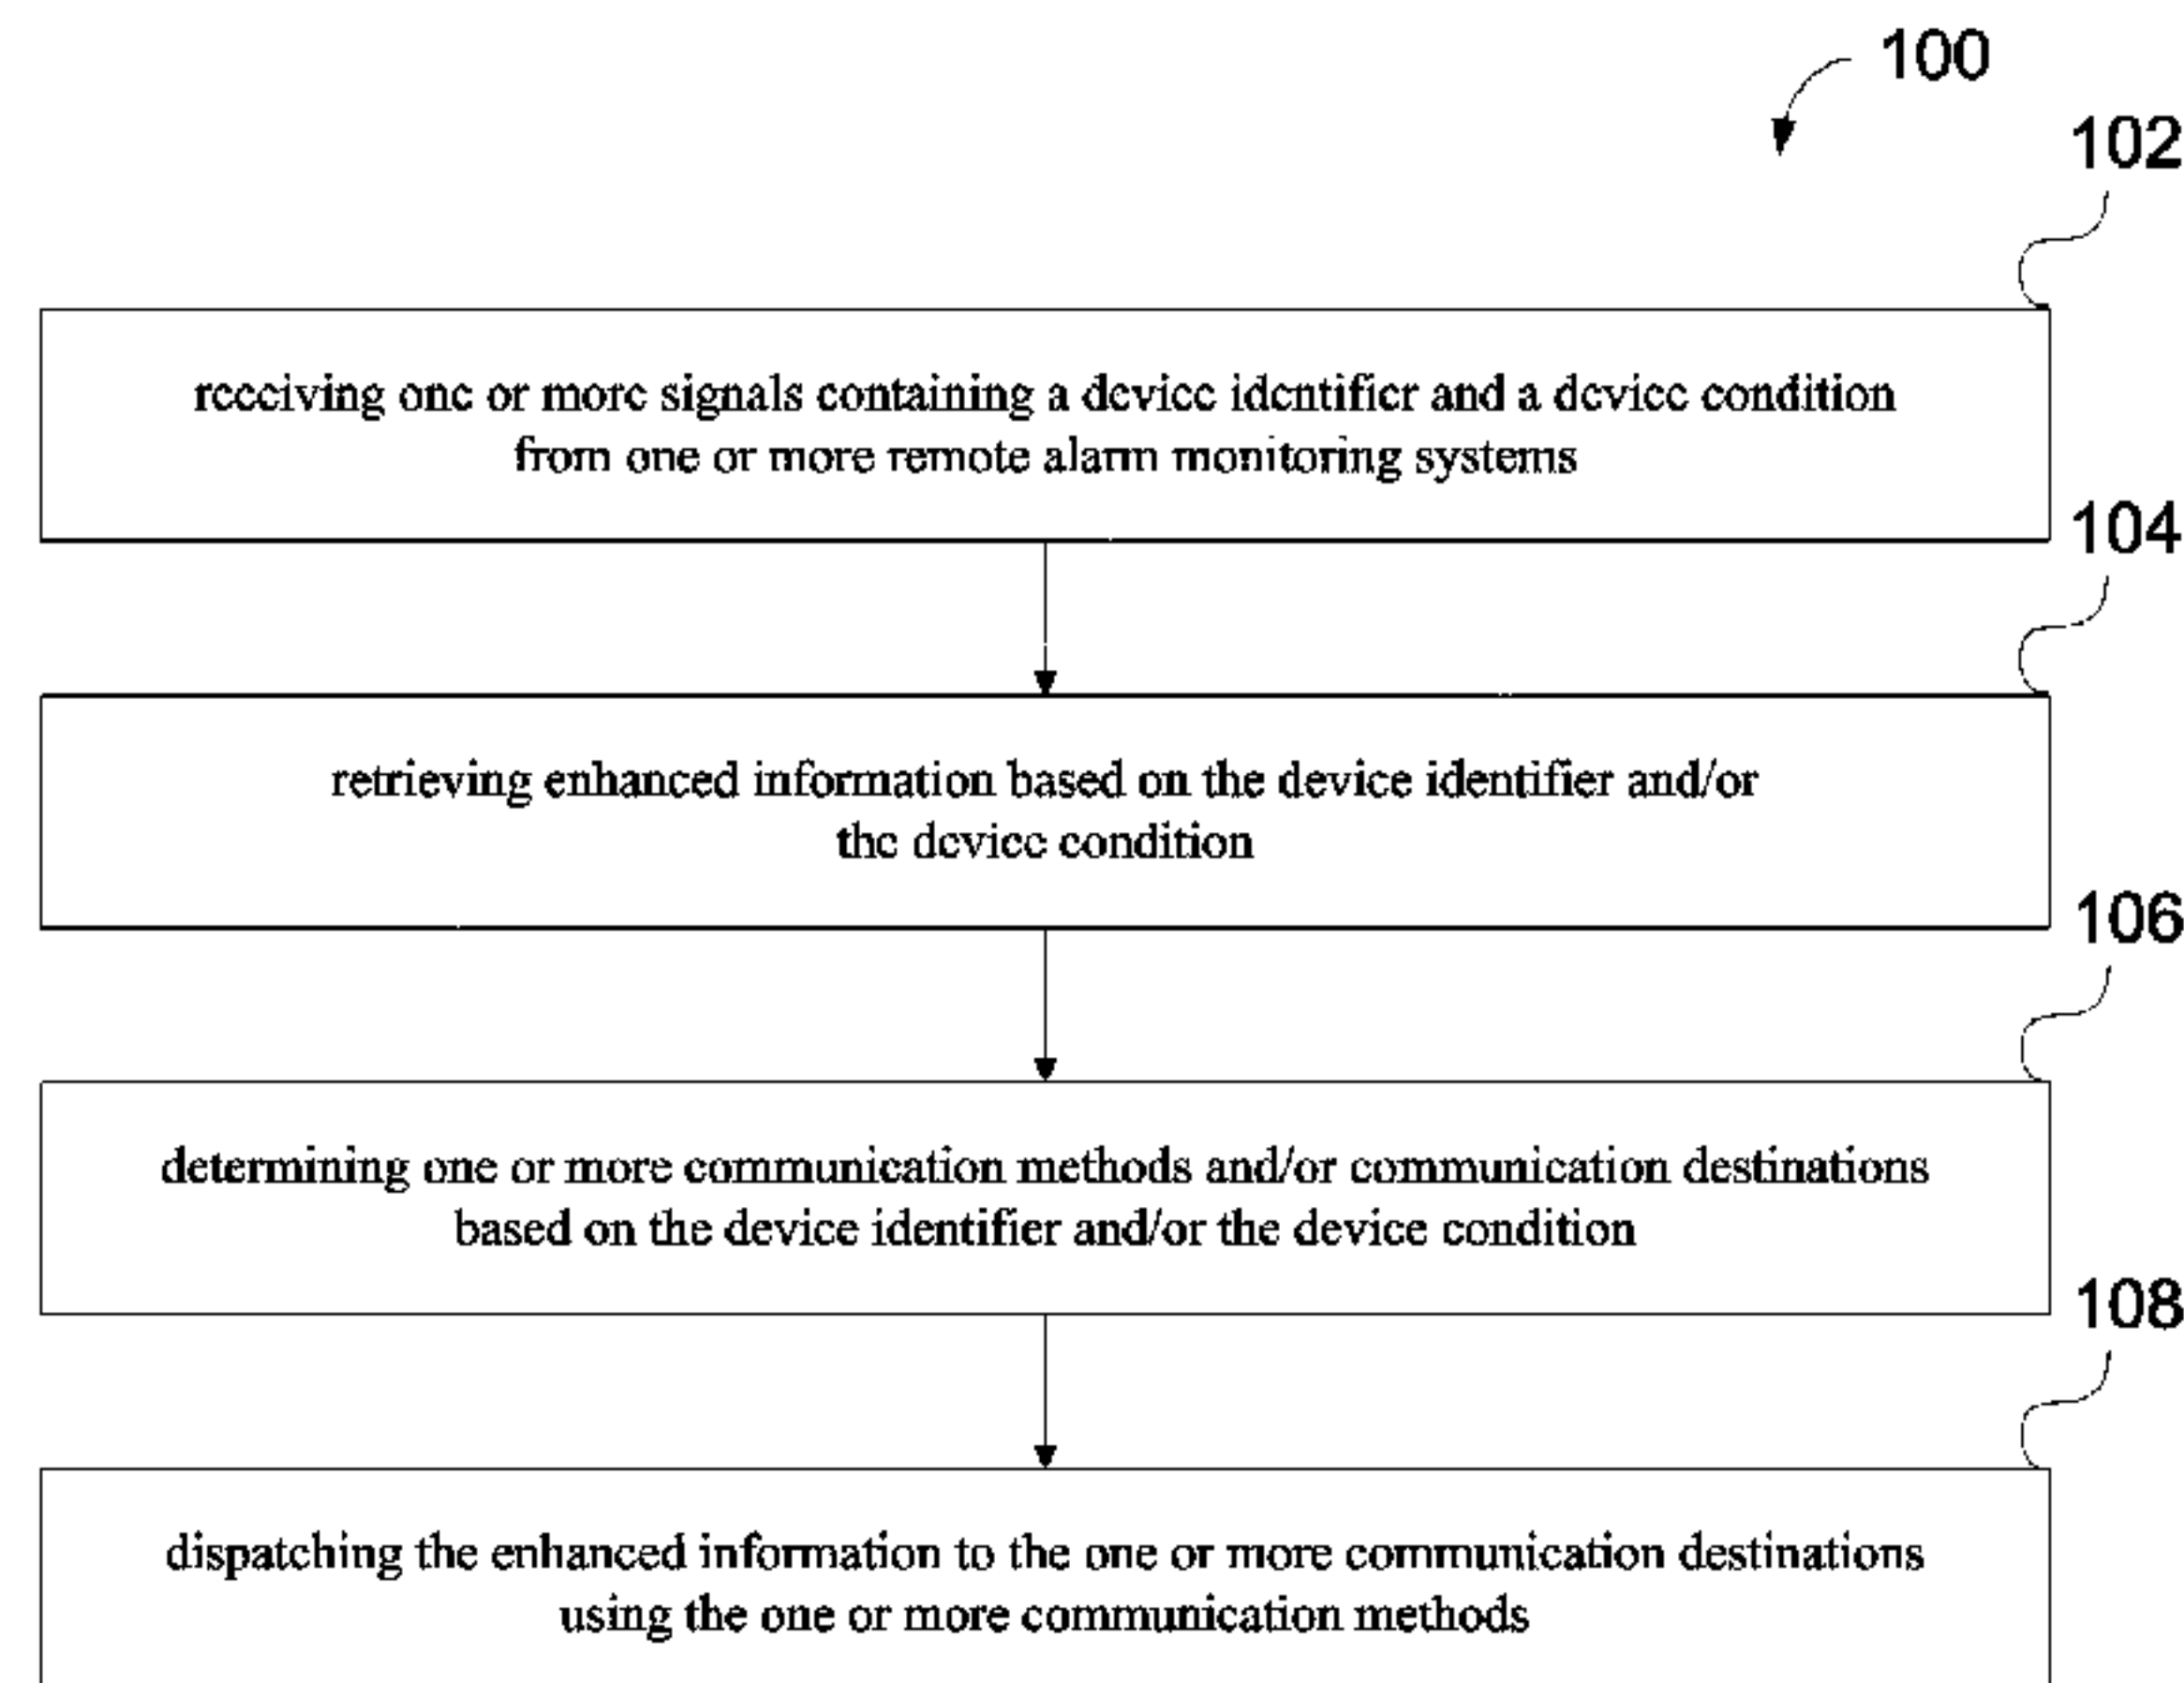 100
102
receiving one or more signals containing a device identifier and a device condition
from one or more remote alarm monitoring systems
104
retrieving enhanced information based on the device identifier and/or
the device condition
106
determining one or more communication methods and/or communication destinations
based on the device identifier and/or the device condition
108
dispatching the enhanced information to the one or more communication destinations
using the one or more communication methods